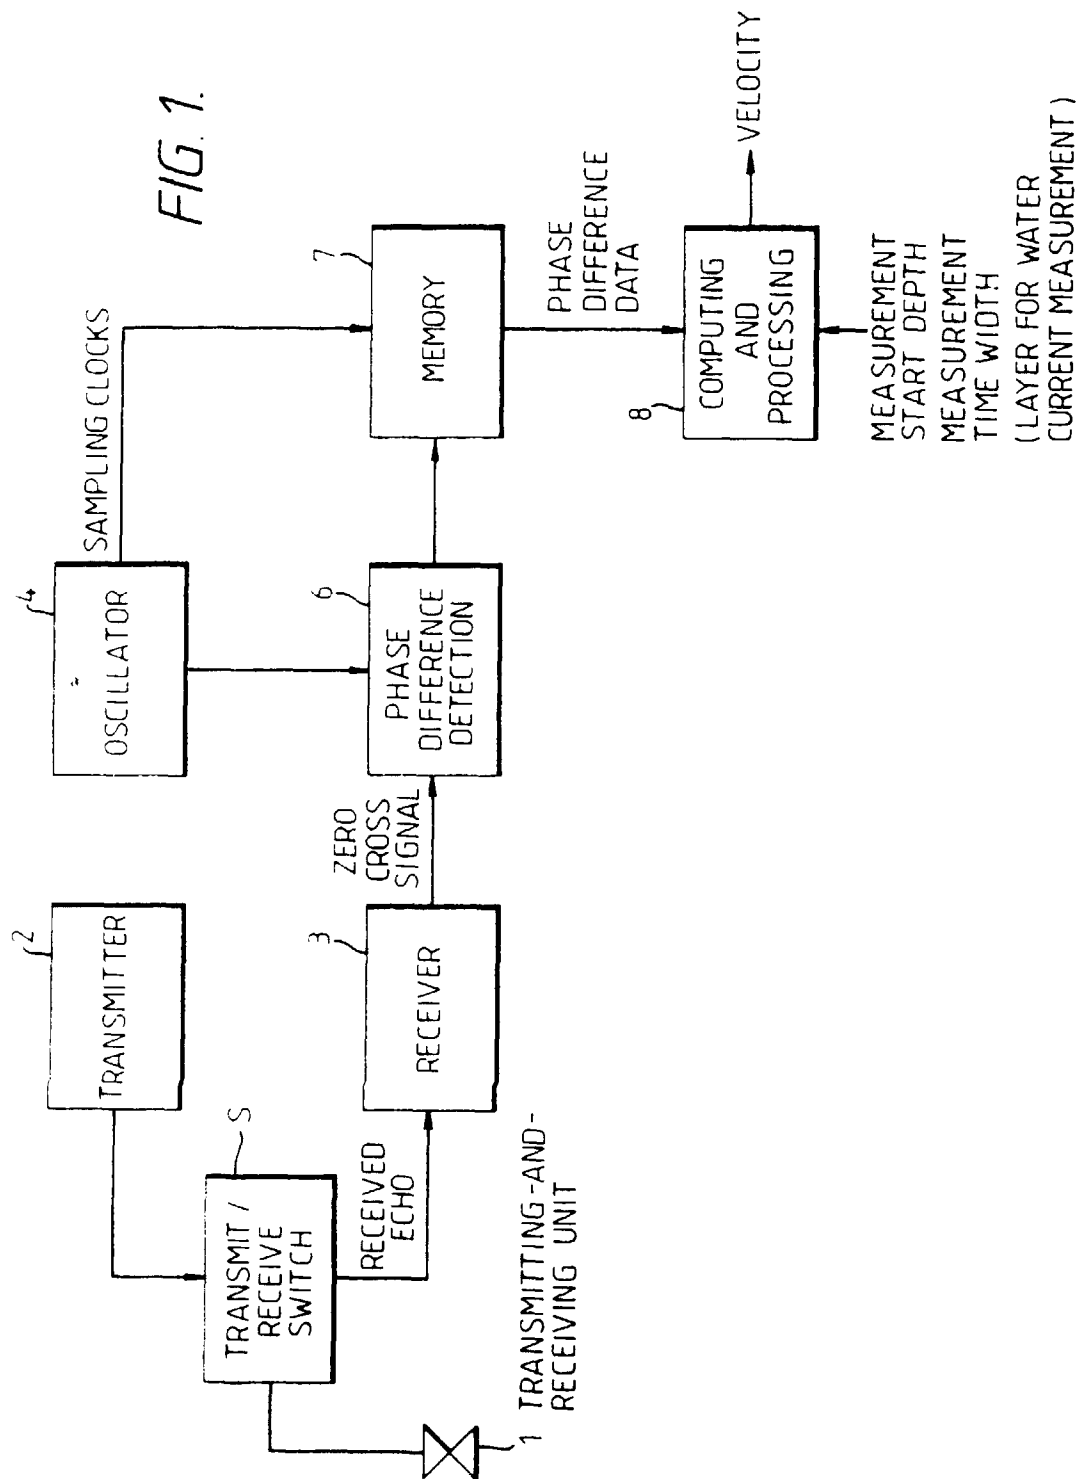 FIG. 1.
2
TRANSMITTER
4
OSCILLATOR
SAMPLING CLOCKS
S
TRANSMIT /
RECEIVE
SWITCH
RECEIVED
ECHO
3
RECEIVER
ZERO
CROSS
SIGNAL
6
PHASE
DIFFERENCE
DETECTION
7
MEMORY
PHASE
DIFFERENCE
DATA
1 TRANSMITTING-AND-
RECEIVING UNIT
8
COMPUTING
AND
PROCESSING
VELOCITY
MEASUREMENT
START DEPTH
MEASUREMENT
TIME WIDTH
(LAYER FOR WATER
CURRENT MEASUREMENT)